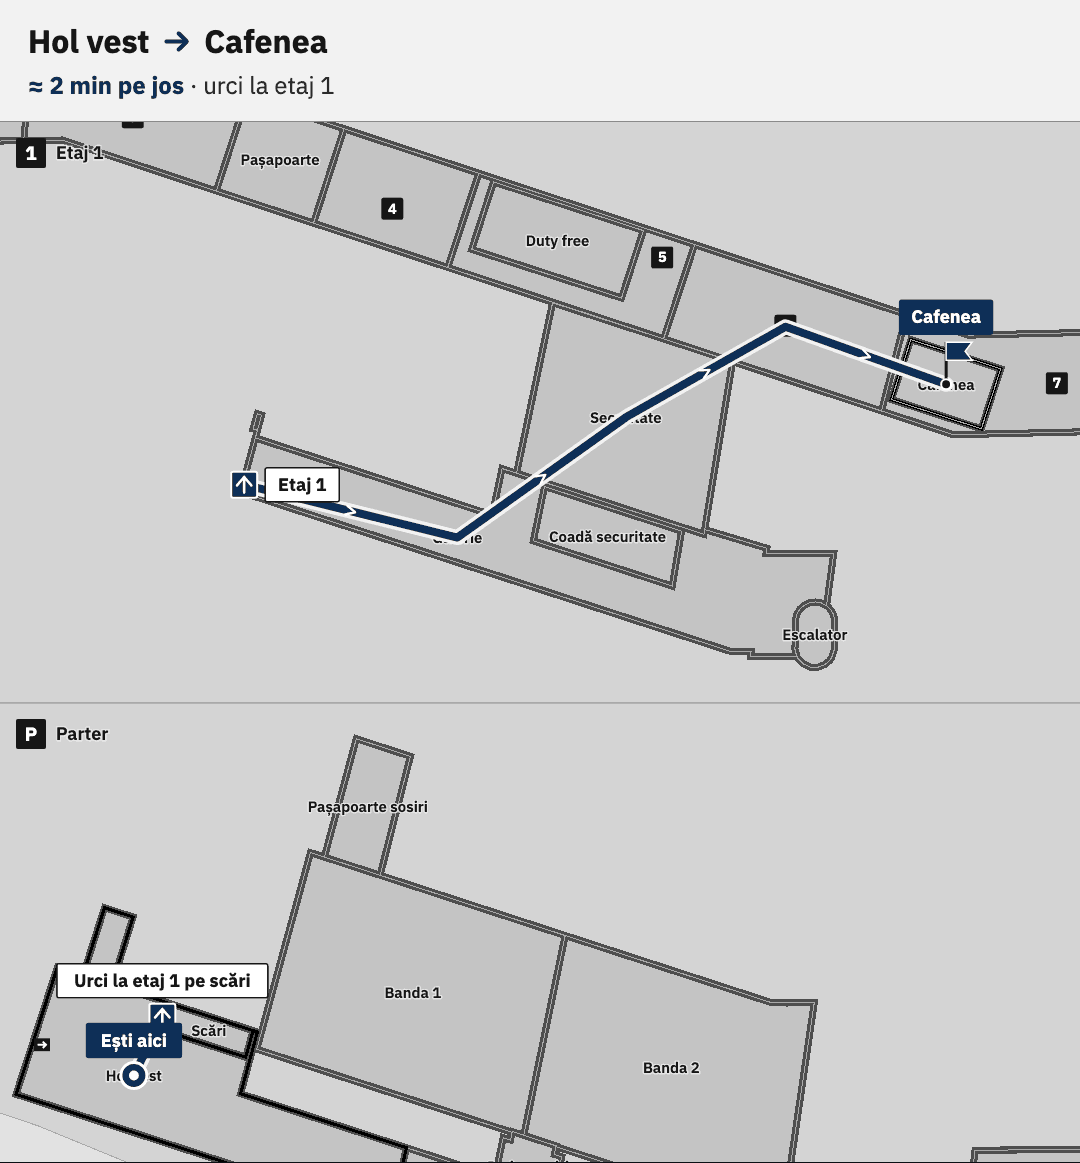 Hol vest → Cafenea
≈ 2 min pe jos · urci la etaj 1
1 Etaj 1
Pașapoarte
4
Duty free
5
Cafenea
7
Securitate
Etaj 1
Coadă securitate
Escalator
P Parter
Pașapoarte sosiri
Urci la etaj 1 pe scări
Banda 1
Scări
Ești aici
Banda 2